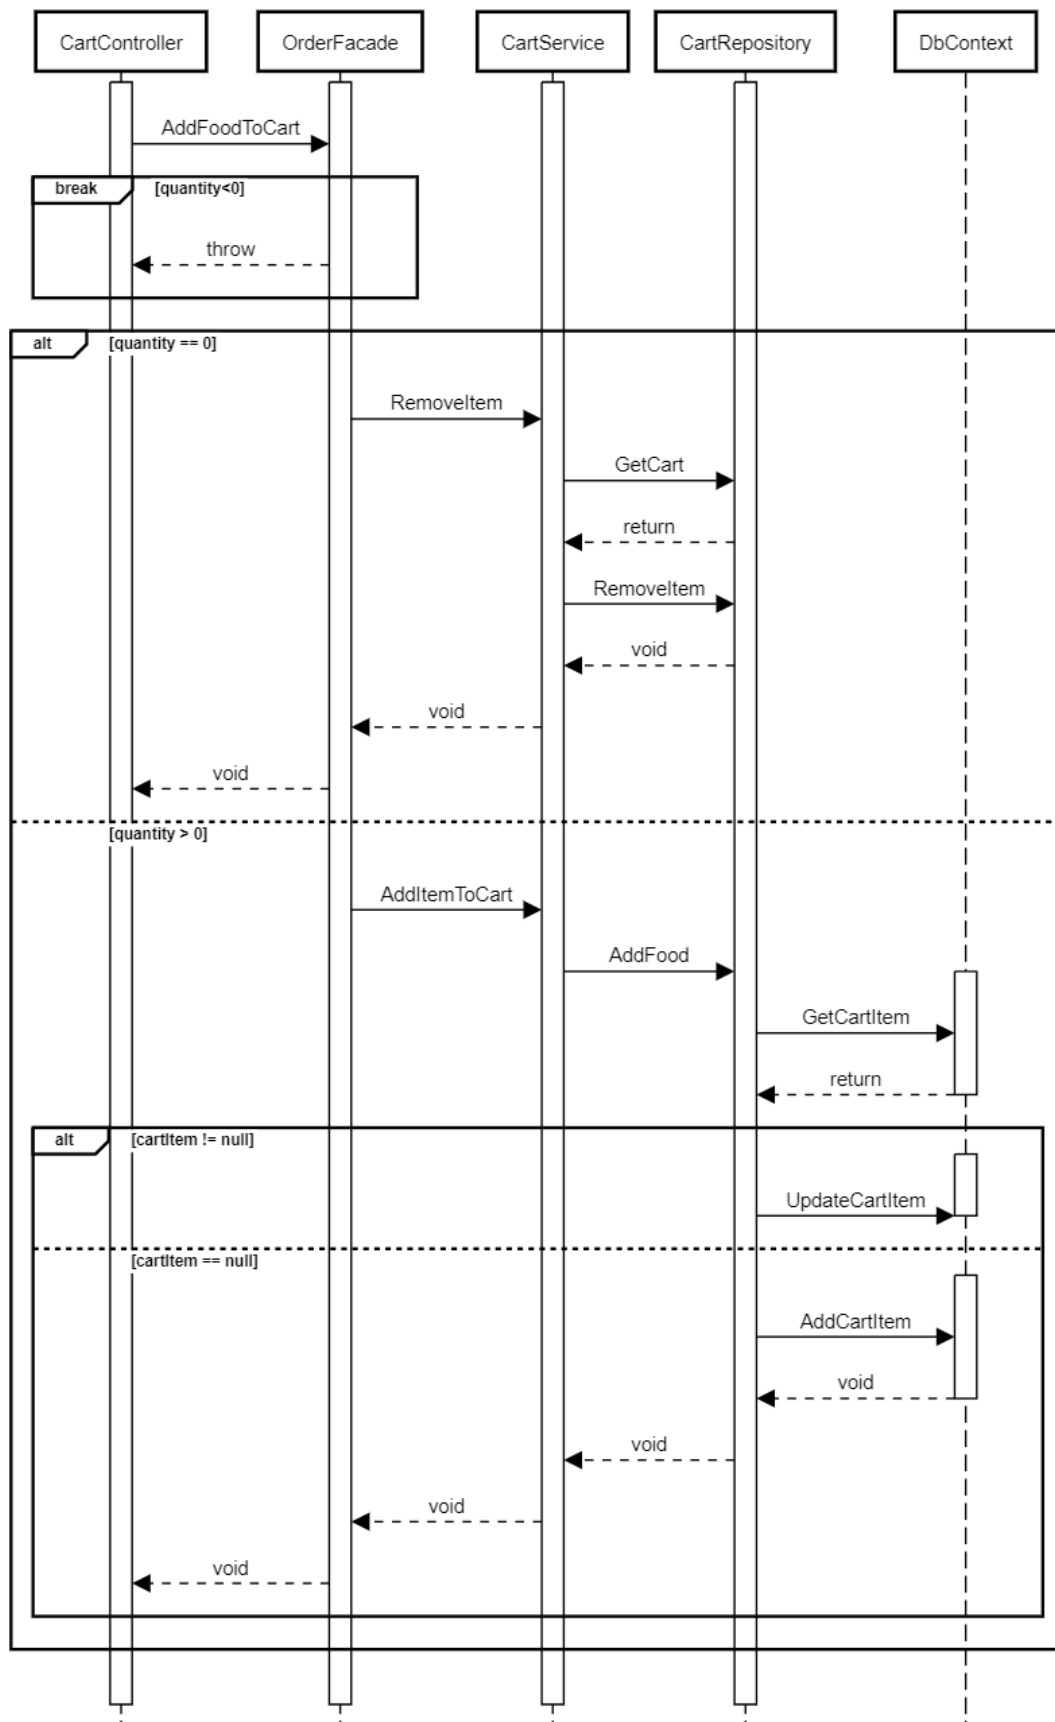 CartController
OrderFacade
CartService
CartRepository
DbContext
AddFoodToCart
break
[quantity<0]
throw
alt
[quantity == 0]
RemoveItem
GetCart
return
RemoveItem
void
void
void
[quantity > 0]
AddItemToCart
AddFood
GetCartItem
return
alt
[cartItem != null]
UpdateCartItem
[cartItem == null]
AddCartItem
void
void
void
void